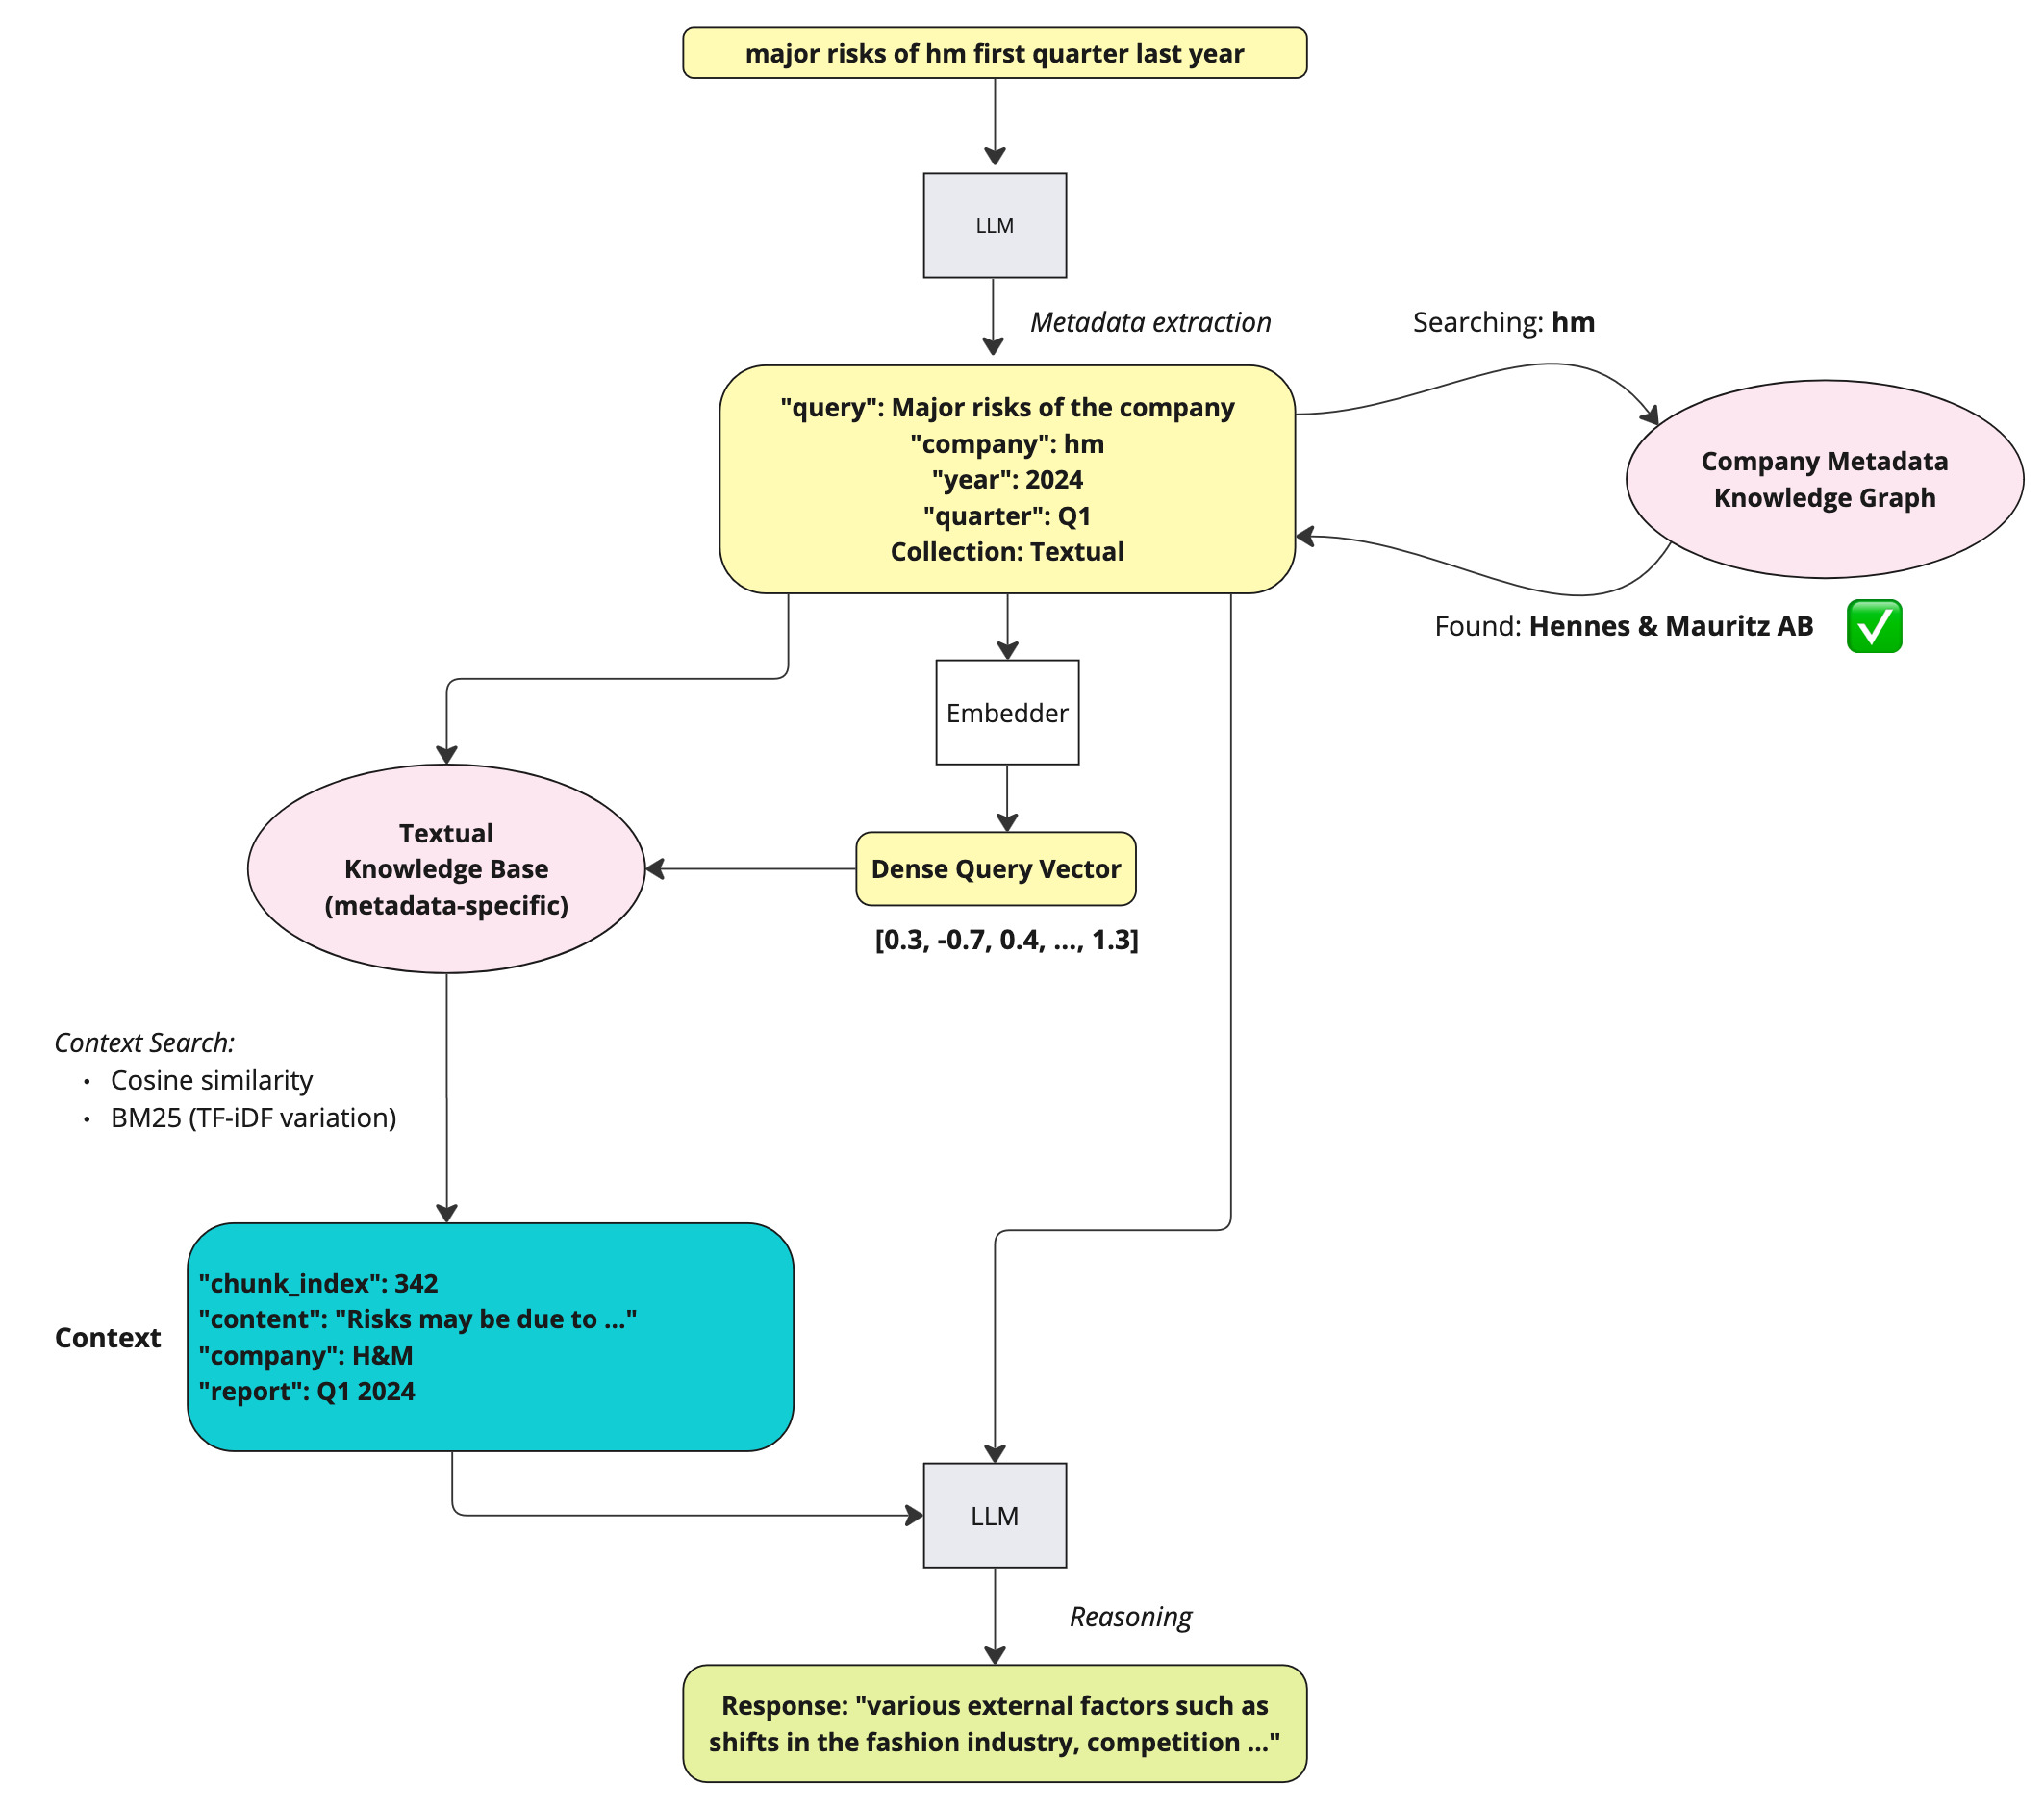 major risks of hm first quarter last year
LLM
Metadata extraction
Searching: hm
"query": Major risks of the company
"company": hm
"year": 2024
"quarter": Q1
Collection: Textual
Company Metadata
Knowledge Graph
Found: Hennes & Mauritz AB
Embedder
Textual
Knowledge Base
(metadata-specific)
Dense Query Vector
[0.3, -0.7, 0.4, ..., 1.3]
Context Search:
• Cosine similarity
• BM25 (TF-iDF variation)
Context
"chunk_index": 342
"content": "Risks may be due to ..."
"company": H&M
"report": Q1 2024
LLM
Reasoning
Response: "various external factors such as
shifts in the fashion industry, competition ..."